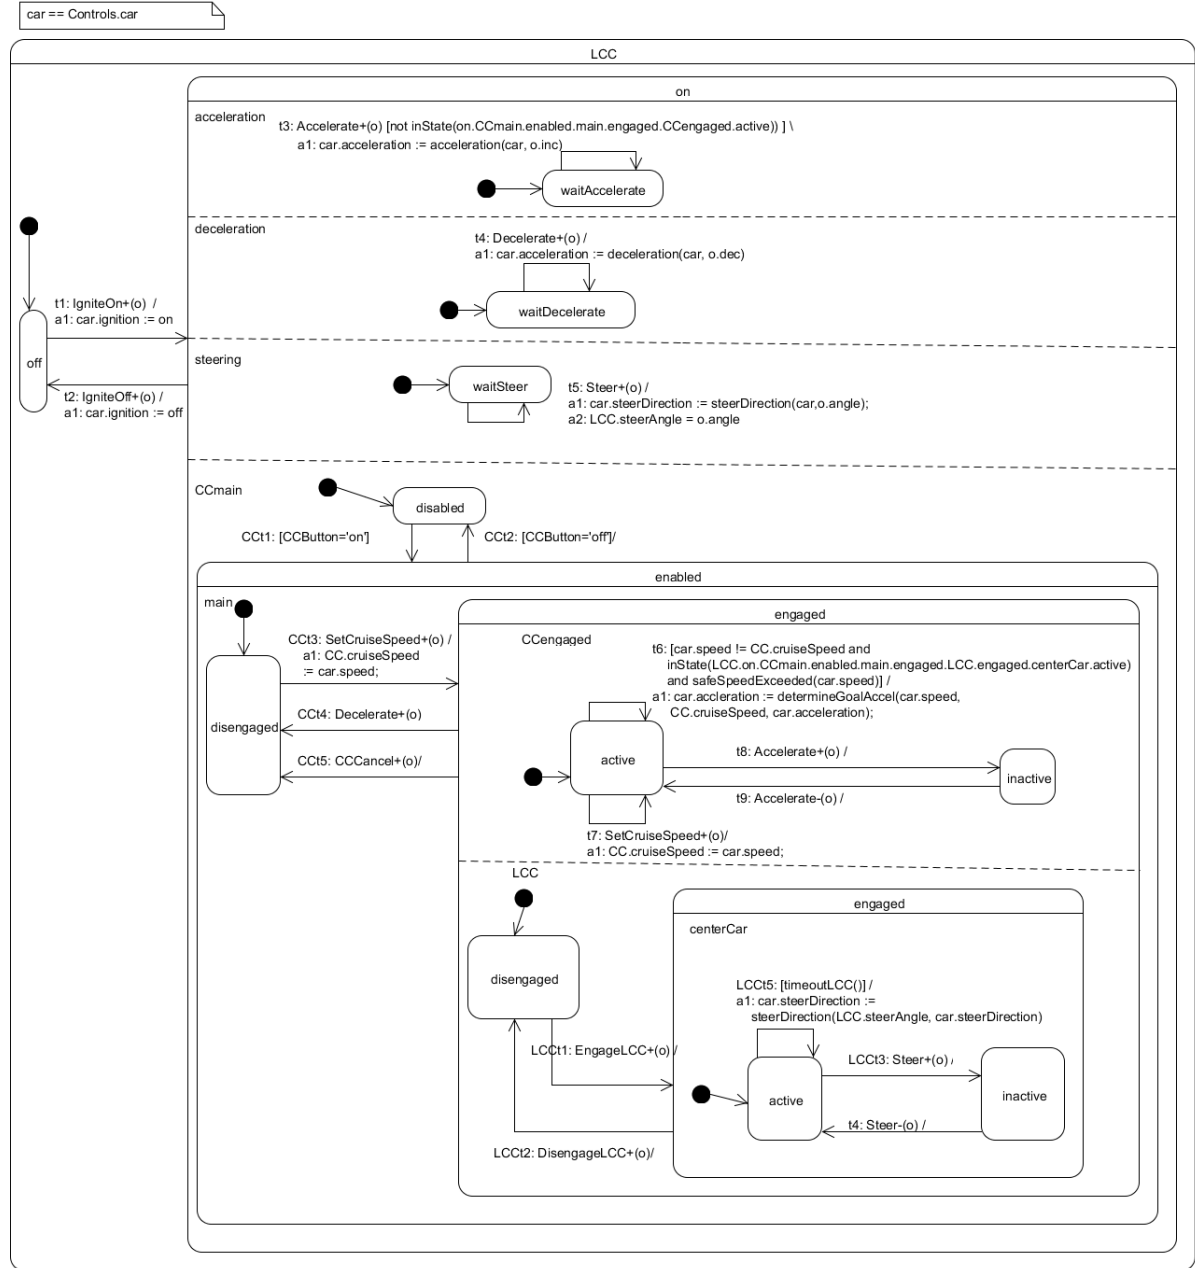 car == Controls.car
LCC
on
acceleration
t3: Accelerate+(o) [not inState(on.CCmain.enabled.main.engaged.CCengaged.active)) ] \
a1: car.acceleration := acceleration(car, o.inc)
waitAccelerate
deceleration
t4: Decelerate+(o) /
a1: car.acceleration := deceleration(car, o.dec)
waitDecelerate
t1: IgniteOn+(o) /
a1: car.ignition := on
off
t2: IgniteOff+(o) /
a1: car.ignition := off
steering
waitSteer
t5: Steer+(o) /
a1: car.steerDirection := steerDirection(car,o.angle);
a2: LCC.steerAngle = o.angle
CCmain
disabled
CCt1: [CCButton='on']
CCt2: [CCButton='off']/
enabled
main
engaged
CCt3: SetCruiseSpeed+(o) /
a1: CC.cruiseSpeed
:= car.speed;
CCt4: Decelerate+(o)
disengaged
CCt5: CCCancel+(o)/
CCengaged
t6: [car.speed != CC.cruiseSpeed and
inState(LCC.on.CCmain.enabled.main.engaged.LCC.engaged.centerCar.active)
and safeSpeedExceeded(car.speed)] /
a1: car.accleration := determineGoalAccel(car.speed,
CC.cruiseSpeed, car.acceleration);
active
t8: Accelerate+(o) /
inactive
t9: Accelerate-(o) /
t7: SetCruiseSpeed+(o)/
a1: CC.cruiseSpeed := car.speed;
LCC
engaged
centerCar
disengaged
LCCt5: [timeoutLCC()] /
a1: car.steerDirection :=
steerDirection(LCC.steerAngle, car.steerDirection)
LCCt1: EngageLCC+(o) /
LCCt3: Steer+(o) /
active
inactive
t4: Steer-(o) /
LCCt2: DisengageLCC+(o)/